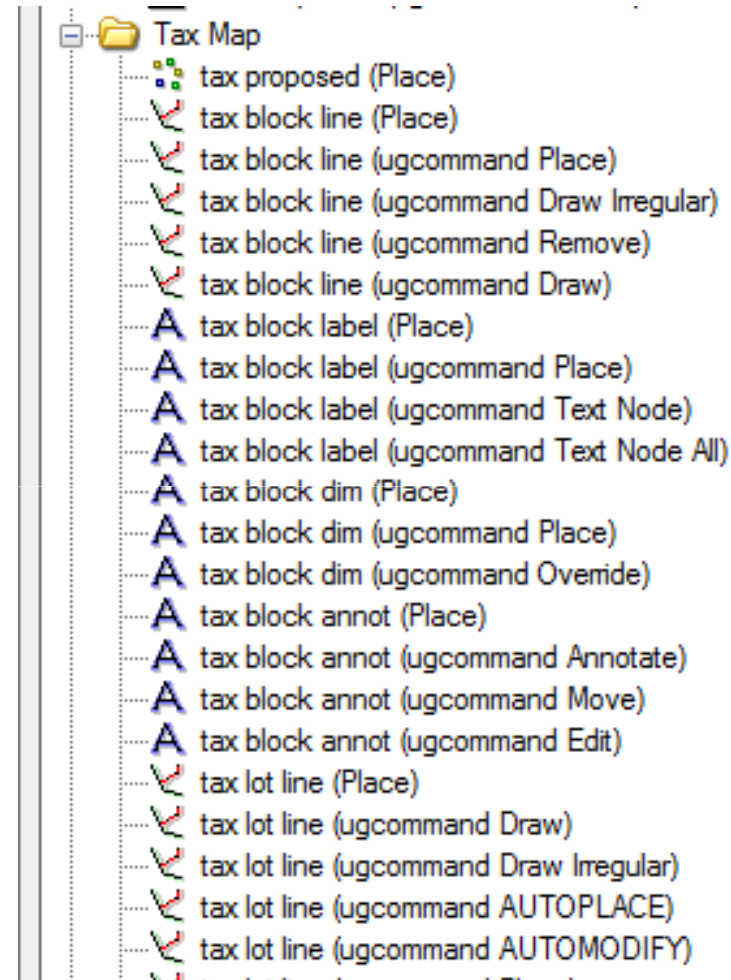 Tax Map
tax proposed (Place)
tax block line (Place)
tax block line (ugcommand Place)
tax block line (ugcommand Draw Irregular)
tax block line (ugcommand Remove)
tax block line (ugcommand Draw)
tax block label (Place)
tax block label (ugcommand Place)
tax block label (ugcommand Text Node)
tax block label (ugcommand Text Node All)
tax block dim (Place)
tax block dim (ugcommand Place)
tax block dim (ugcommand Override)
tax block annot (Place)
tax block annot (ugcommand Annotate)
tax block annot (ugcommand Move)
tax block annot (ugcommand Edit)
tax lot line (Place)
tax lot line (ugcommand Draw)
tax lot line (ugcommand Draw Irregular)
tax lot line (ugcommand AUTOPLACE)
tax lot line (ugcommand AUTOMODIFY)